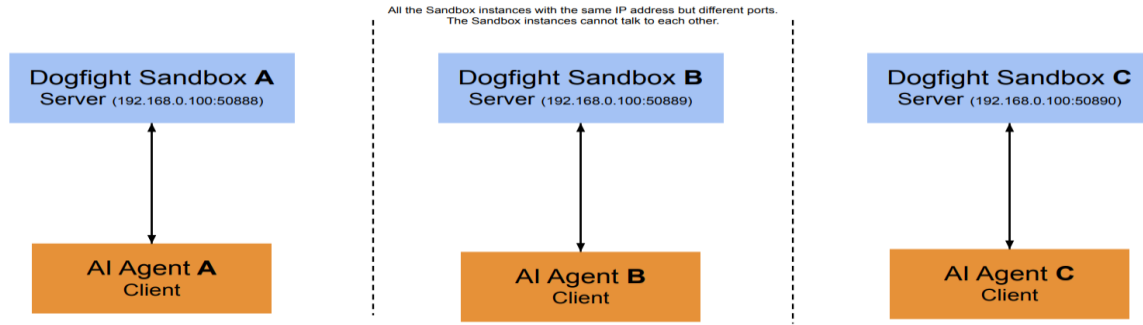 All the Sandbox instances with the same IP address but different ports.
The Sandbox instances cannot talk to each other.
Dogfight Sandbox A
Server (192.168.0.100:50888)
Dogfight Sandbox B
Server (192.168.0.100:50889)
Dogfight Sandbox C
Server (192.168.0.100:50890)
AI Agent A
Client
AI Agent B
Client
AI Agent C
Client